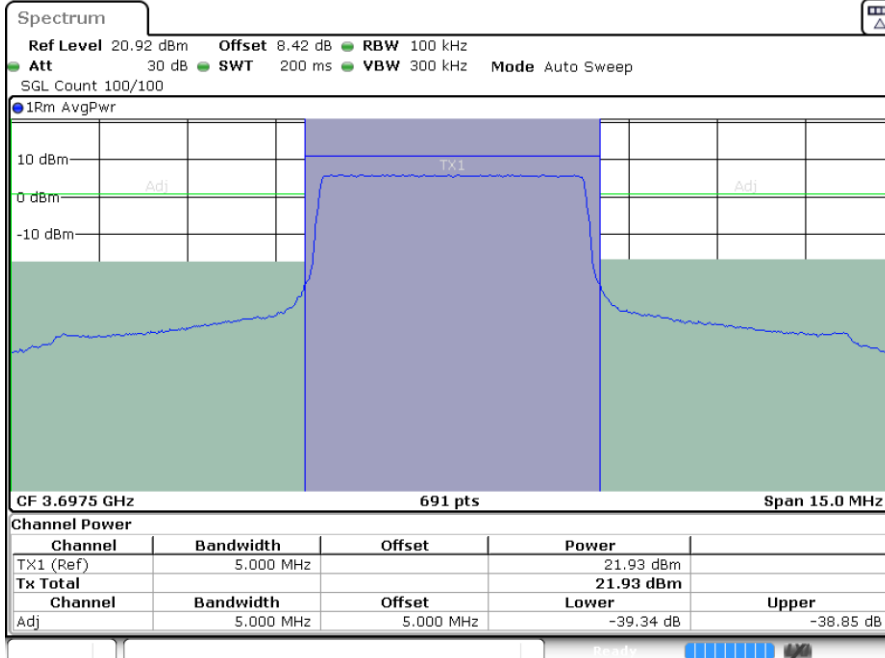 Spectrum
Ref Level 20.92 dBm Offset 8.42 dB RBW 100 kHz
Att 30 dB SWT 200 ms VBW 300 kHz Mode Auto Sweep
SGL Count 100/100
1Rm AvgPwr
10 dBm
TX1
Adj Adj
0 dBm
-10 dBm
CF 3.6975 GHz 691 pts Span 15.0 MHz
Channel Power
Channel Bandwidth Offset Power
TX1 (Ref) 5.000 MHz 21.93 dBm
Tx Total 21.93 dBm
Channel Bandwidth Offset Lower Upper
Adj 5.000 MHz 5.000 MHz -39.34 dB -38.85 dB
Ready